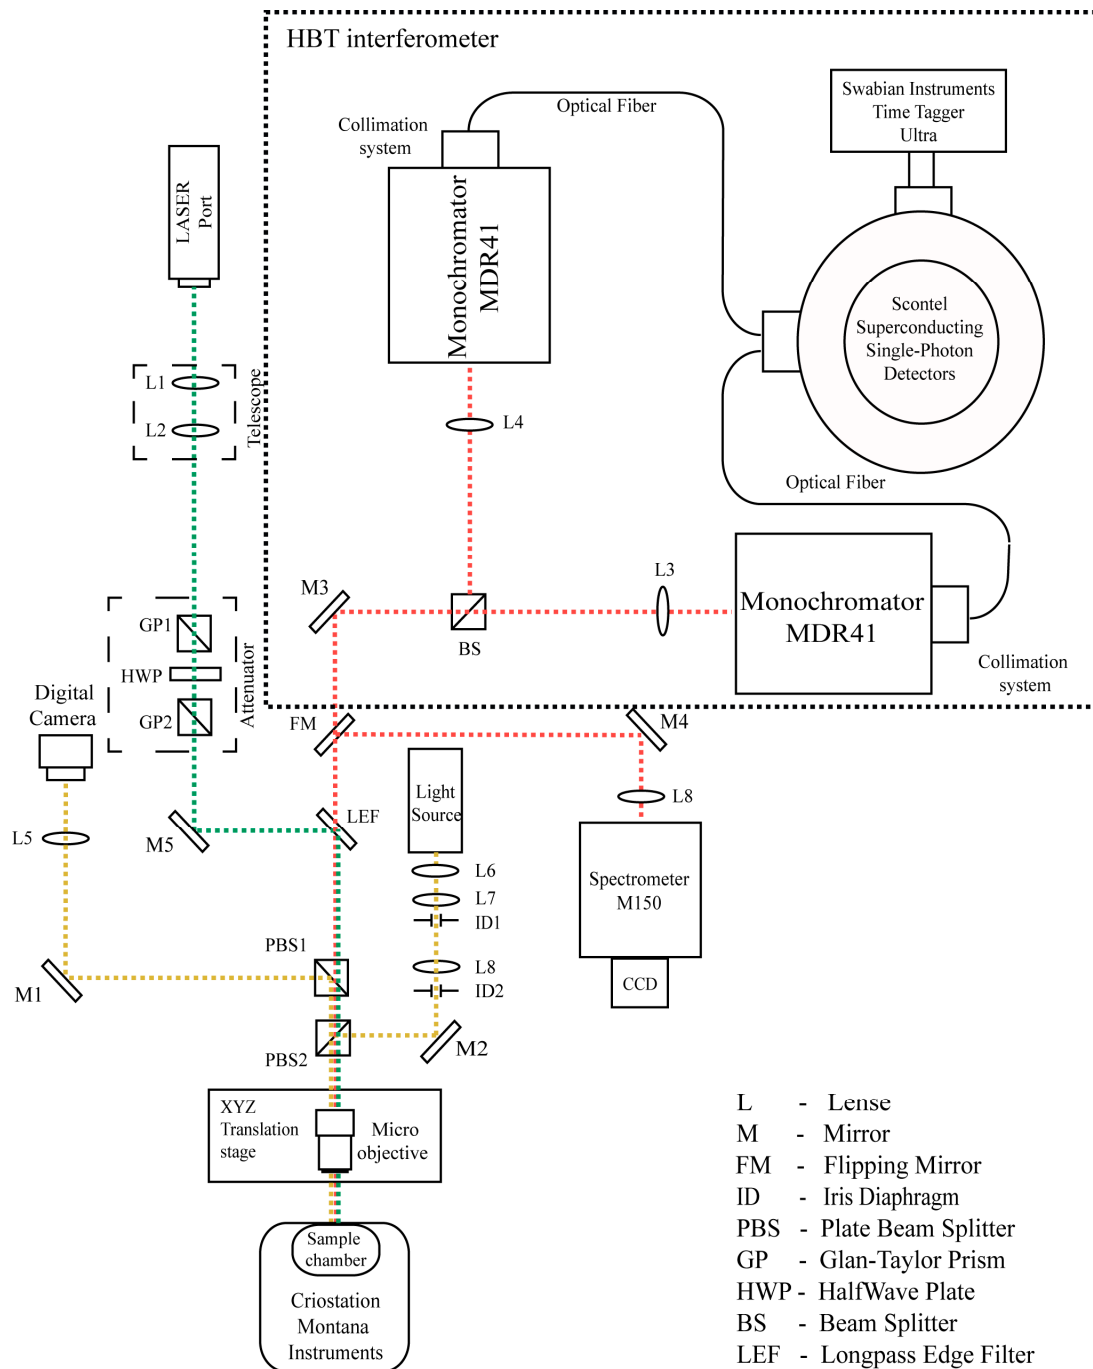 HBT interferometer
Swabian Instruments
Time Tagger
Ultra
Optical Fiber
Collimation
system
Monochromator
MDR41
LASER
Port
Scontel
Superconducting
Single-Photon
Detectors
L1
L2
Telescope
L4
Optical Fiber
M3
L3
BS
Monochromator
MDR41
Collimation
system
GP1
HWP
GP2
Attenuator
Digital
Camera
FM
M4
Light
Source
L8
LEF
M5
L5
L6
L7
ID1
Spectrometer
M150
CCD
PBS1
L8
ID2
M1
M2
PBS2
XYZ
Translation
stage
Micro
objective
Sample
chamber
Criostation
Montana
Instruments
L - Lense
M - Mirror
FM - Flipping Mirror
ID - Iris Diaphragm
PBS - Plate Beam Splitter
GP - Glan-Taylor Prism
HWP - HalfWave Plate
BS - Beam Splitter
LEF - Longpass Edge Filter